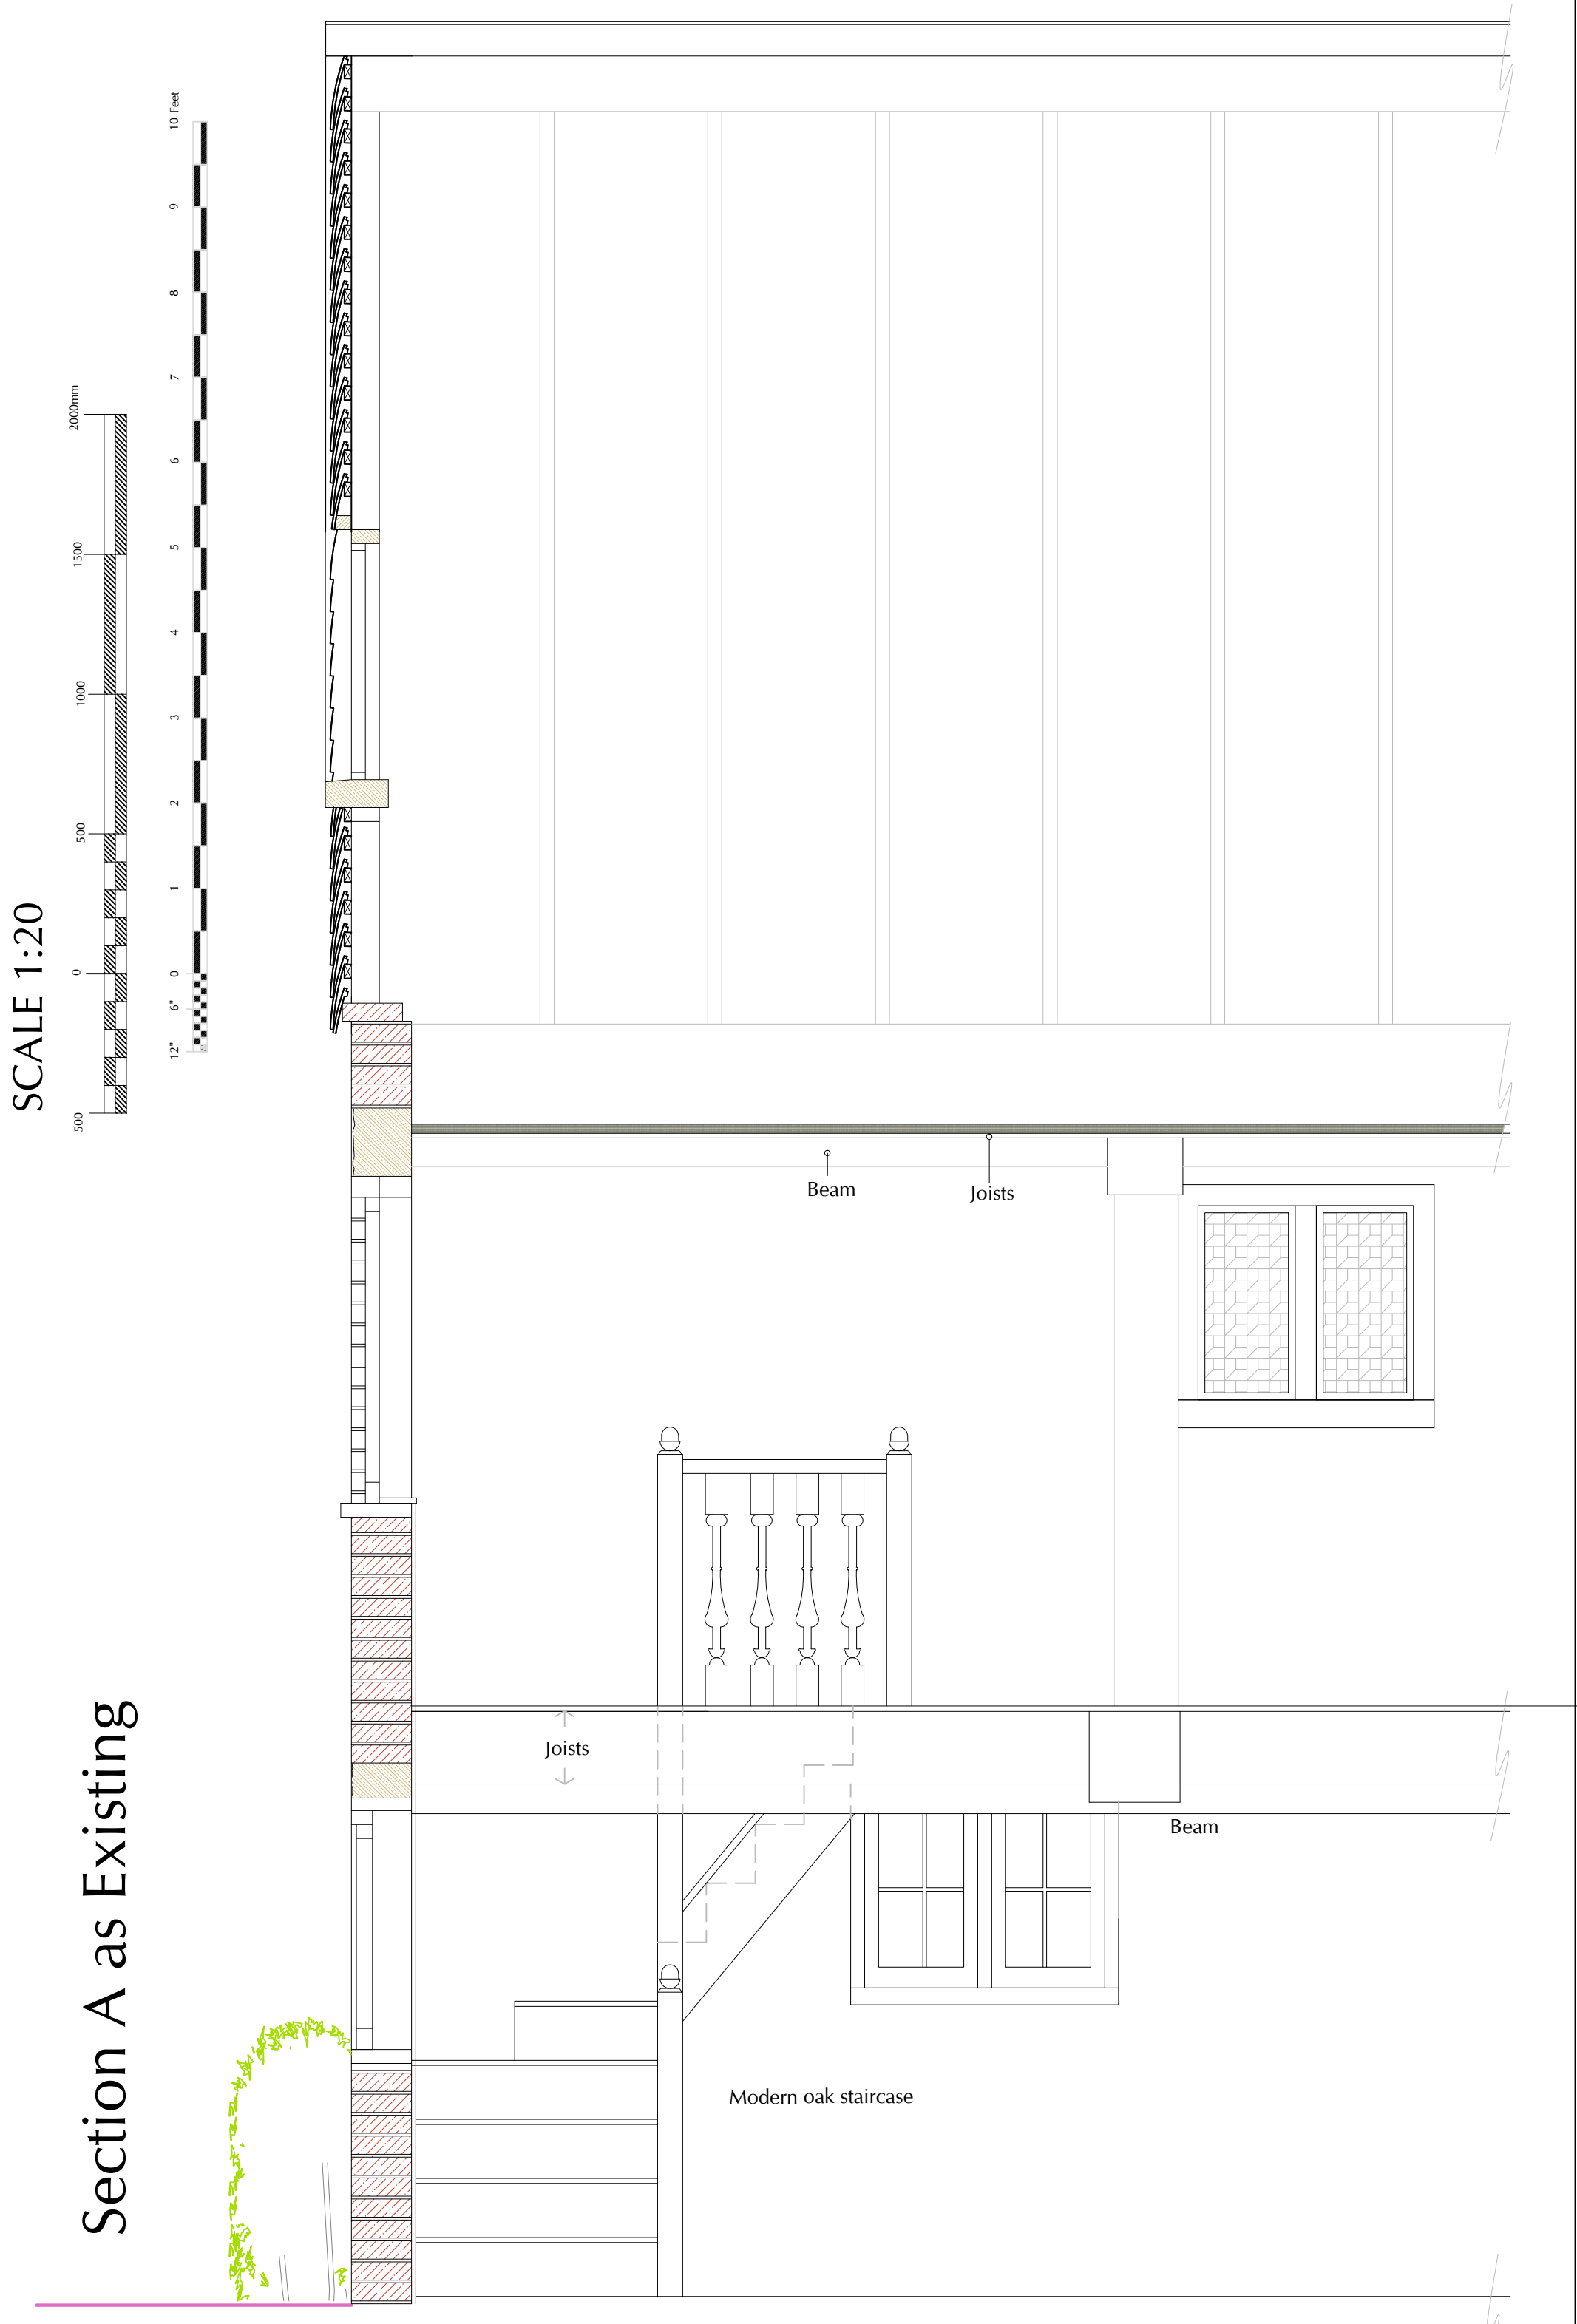 SCALE 1:20
500 0 500 1000 1500 2000mm
12" 6" 0 1 2 3 4 5 6 7 8 9 10 Feet
Section A as Existing
Beam
Joists
Joists
Beam
Modern oak staircase